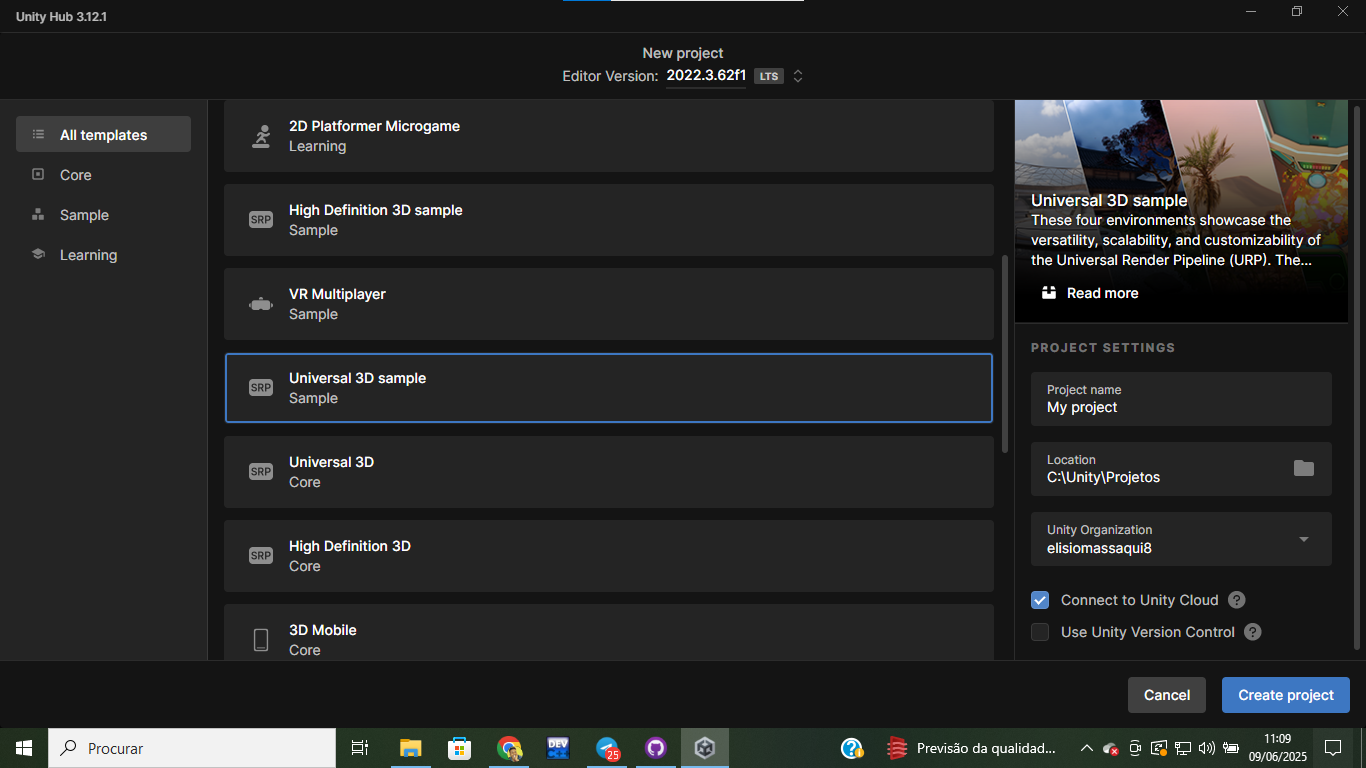 Unity Hub 3.12.1
New project
Editor Version: 2022.3.62f1 LTS
All templates
Core
Sample
Learning
2D Platformer Microgame
Learning
SRP
High Definition 3D sample
Sample
VR Multiplayer
Sample
SRP
Universal 3D sample
Sample
SRP
Universal 3D
Core
SRP
High Definition 3D
Core
3D Mobile
Core
Universal 3D sample
These four environments showcase the
versatility, scalability, and customizability of
the Universal Render Pipeline (URP). The...
Read more
PROJECT SETTINGS
Project name
My project
Location
C:\Unity\Projetos
Unity Organization
elisiomassaqui8
Connect to Unity Cloud ?
Use Unity Version Control ?
Cancel
Create project
Procurar
DEV
25
Previsão da qualidad...
11:09
09/06/2025